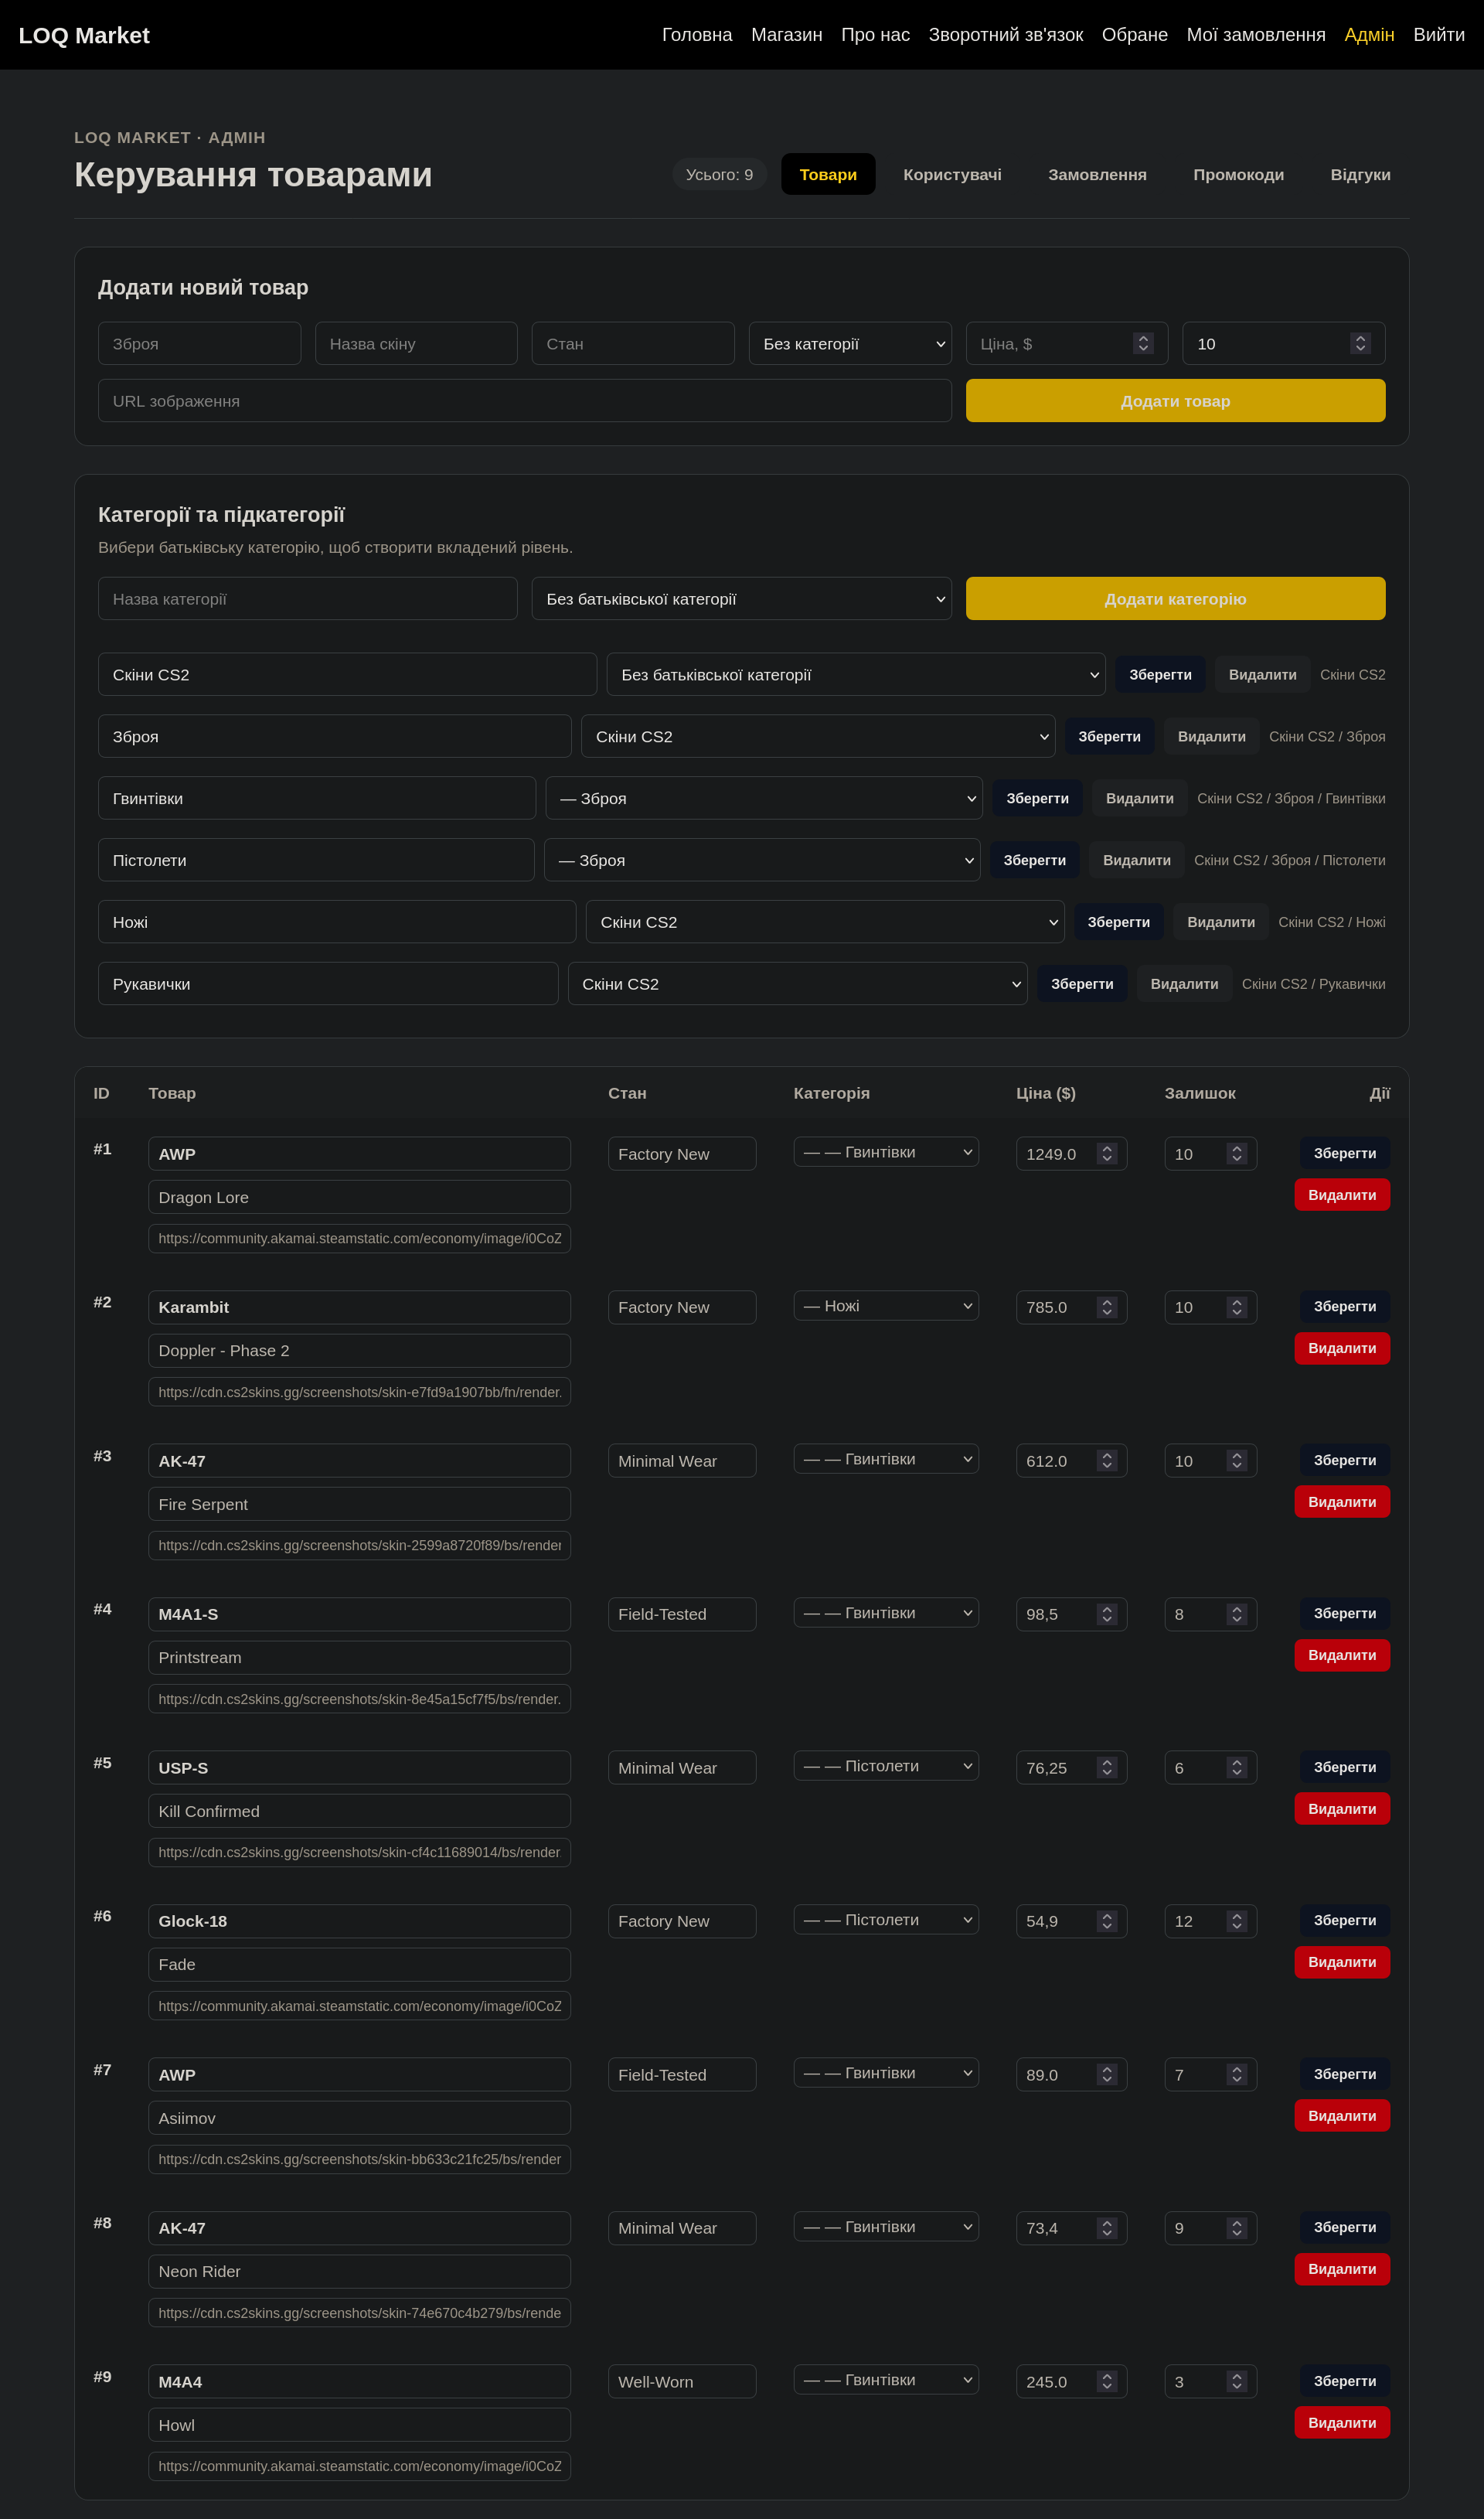 LOQ Market
Головна Магазин Про нас Зворотний зв'язок Обране Мої замовлення Адмін Вийти
LOQ MARKET · АДМІН
Керування товарами
Усього: 9 Товари Користувачі Замовлення Промокоди Відгуки
Додати новий товар
Зброя Назва скіну Стан Без категорії Ціна, $ 10
URL зображення Додати товар
Категорії та підкатегорії
Вибери батьківську категорію, щоб створити вкладений рівень.
Назва категорії Без батьківської категорії Додати категорію
Скіни CS2 Без батьківської категорії Зберегти Видалити Скіни CS2
Зброя Скіни CS2 Зберегти Видалити Скіни CS2 / Зброя
Гвинтівки — Зброя Зберегти Видалити Скіни CS2 / Зброя / Гвинтівки
Пістолети — Зброя Зберегти Видалити Скіни CS2 / Зброя / Пістолети
Ножі Скіни CS2 Зберегти Видалити Скіни CS2 / Ножі
Рукавички Скіни CS2 Зберегти Видалити Скіни CS2 / Рукавички
ID Товар Стан Категорія Ціна ($) Залишок Дії
#1 AWP Factory New — — Гвинтівки 1249.0 10 Зберегти
Dragon Lore Видалити
https://community.akamai.steamstatic.com/economy/image/i0CoZ
#2 Karambit Factory New — Ножі 785.0 10 Зберегти
Doppler - Phase 2 Видалити
https://cdn.cs2skins.gg/screenshots/skin-e7fd9a1907bb/fn/render.
#3 AK-47 Minimal Wear — — Гвинтівки 612.0 10 Зберегти
Fire Serpent Видалити
https://cdn.cs2skins.gg/screenshots/skin-2599a8720f89/bs/render
#4 M4A1-S Field-Tested — — Гвинтівки 98,5 8 Зберегти
Printstream Видалити
https://cdn.cs2skins.gg/screenshots/skin-8e45a15cf7f5/bs/render.
#5 USP-S Minimal Wear — — Пістолети 76,25 6 Зберегти
Kill Confirmed Видалити
https://cdn.cs2skins.gg/screenshots/skin-cf4c11689014/bs/render
#6 Glock-18 Factory New — — Пістолети 54,9 12 Зберегти
Fade Видалити
https://community.akamai.steamstatic.com/economy/image/i0CoZ
#7 AWP Field-Tested — — Гвинтівки 89.0 7 Зберегти
Asiimov Видалити
https://cdn.cs2skins.gg/screenshots/skin-bb633c21fc25/bs/render
#8 AK-47 Minimal Wear — — Гвинтівки 73,4 9 Зберегти
Neon Rider Видалити
https://cdn.cs2skins.gg/screenshots/skin-74e670c4b279/bs/rende
#9 M4A4 Well-Worn — — Гвинтівки 245.0 3 Зберегти
Howl Видалити
https://community.akamai.steamstatic.com/economy/image/i0CoZ